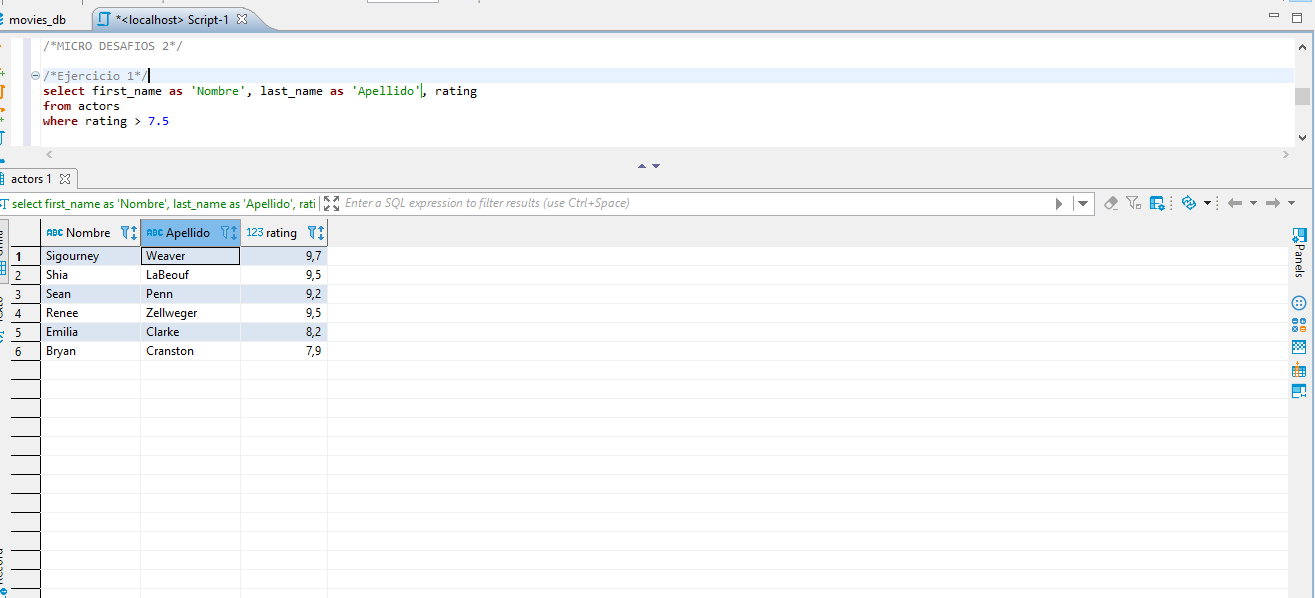 movies_db
*<localhost> Script-1
/*MICRO DESAFIOS 2*/
/*Ejercicio 1*/
select first_name as 'Nombre', last_name as 'Apellido', rating
from actors
where rating > 7.5
actors 1
select first_name as 'Nombre', last_name as 'Apellido', rati
Enter a SQL expression to filter results (use Ctrl+Space)
ABC Nombre ABC Apellido 123 rating
1 Sigourney Weaver 9,7
2 Shia LaBeouf 9,5
3 Sean Penn 9,2
4 Renee Zellweger 9,5
5 Emilia Clarke 8,2
6 Bryan Cranston 7,9
Panels